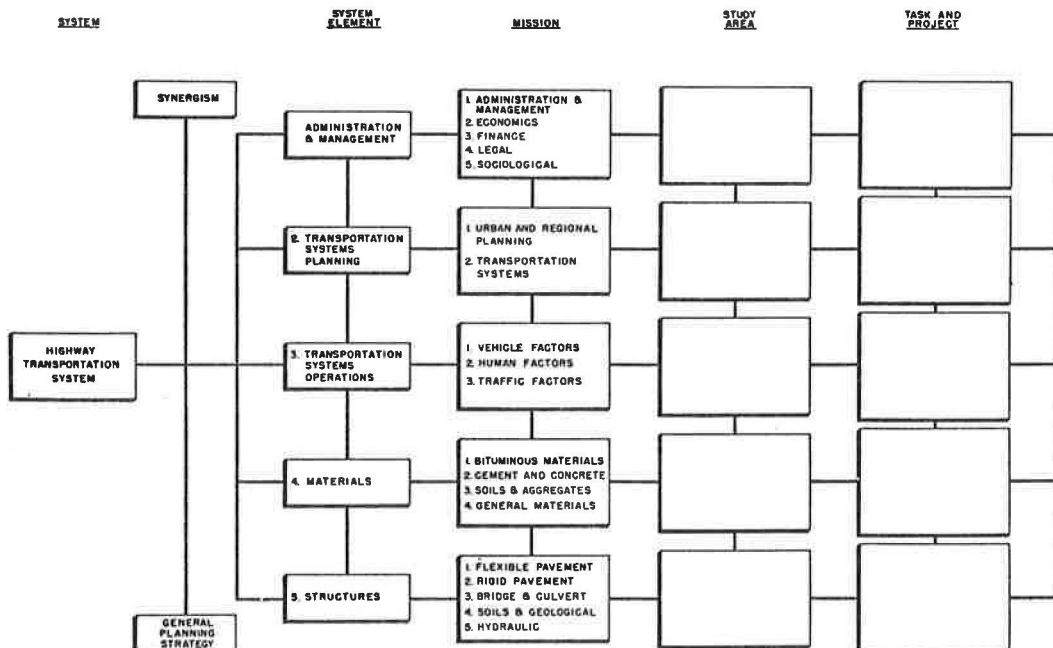 SYSTEM
SYSTEM
ELEMENT
MISSION
STUDY
AREA
TASK AND
PROJECT
SYNERGISM
ADMINISTRATION
& MANAGEMENT
1. ADMINISTRATION &
MANAGEMENT
2. ECONOMICS
3. FINANCE
4. LEGAL
5. SOCIOLOGICAL
2. TRANSPORTATION
SYSTEMS
PLANNING
1. URBAN AND REGIONAL
PLANNING
2. TRANSPORTATION
SYSTEMS
HIGHWAY
TRANSPORTATION
SYSTEM
3. TRANSPORTATION
SYSTEMS
OPERATIONS
1. VEHICLE FACTORS
2. HUMAN FACTORS
3. TRAFFIC FACTORS
4. MATERIALS
1. BITUMINOUS MATERIALS
2. CEMENT AND CONCRETE
3. SOILS & AGGREGATES
4. GENERAL MATERIALS
5. STRUCTURES
1. FLEXIBLE PAVEMENT
2. RIGID PAVEMENT
3. BRIDGE & CULVERT
4. SOILS & GEOLOGICAL
5. HYDRAULIC
GENERAL
PLANNING
STRATEGY